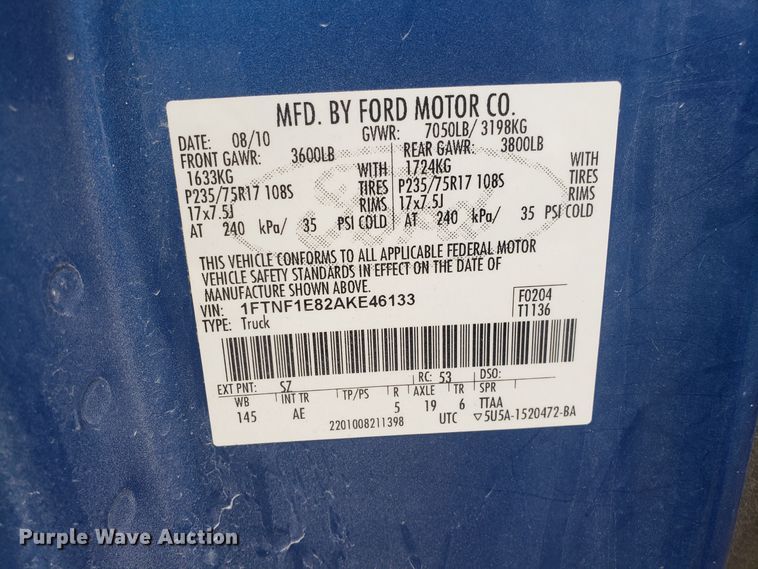 MFD. BY FORD MOTOR CO.
DATE: 08/10 GVWR: 7050LB/ 3198KG
FRONT GAWR: 3600LB REAR GAWR: 3800LB
1633KG WITH 1724KG WITH
P235/75R17 108S TIRES P235/75R17 108S TIRES
17x7.5J RIMS 17x7.5J RIMS
AT 240 kPa/ 35 PSI COLD AT 240 kPa/ 35 PSI COLD
THIS VEHICLE CONFORMS TO ALL APPLICABLE FEDERAL MOTOR
VEHICLE SAFETY STANDARDS IN EFFECT ON THE DATE OF
MANUFACTURE SHOWN ABOVE.
VIN: 1FTNF1E82AKE46133 F0204
TYPE: Truck T1136
EXT PNT: SZ RC: 53 DSO:
WB INT TR TP/PS R AXLE TR SPR
145 AE 5 19 6 TTAA
2201008211398 UTC ▽5U5A-1520472-BA
Purple Wave Auction